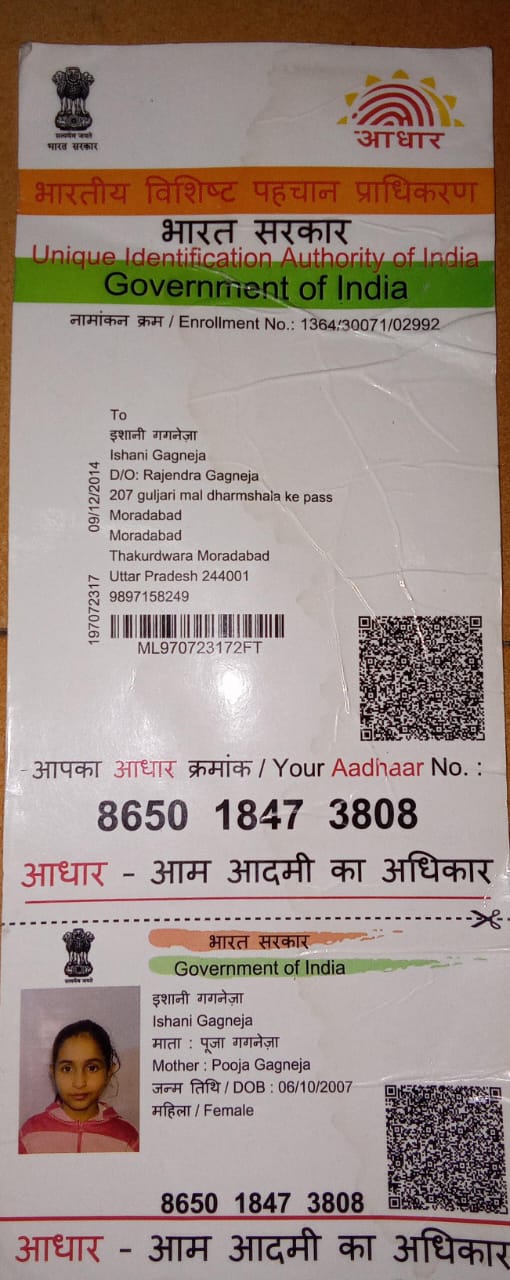 सत्यमेव जयते
भारत सरकार
आधार
भारतीय विशिष्ट पहचान प्राधिकरण
भारत सरकार
Unique Identification Authority of India
Government of India
नामांकन क्रम / Enrollment No.: 1364/30071/02992
To
इशानी गगनेज़ा
Ishani Gagneja
D/O: Rajendra Gagneja
207 guljari mal dharmshala ke pass
Moradabad
Moradabad
Thakurdwara Moradabad
Uttar Pradesh 244001
9897158249
09/12/2014
197072317
ML970723172FT
आपका आधार क्रमांक / Your Aadhaar No. :
8650 1847 3808
आधार - आम आदमी का अधिकार
भारत सरकार
Government of India
इशानी गगनेज़ा
Ishani Gagneja
माता : पूजा गगनेज़ा
Mother : Pooja Gagneja
जन्म तिथि / DOB : 06/10/2007
महिला / Female
8650 1847 3808
आधार - आम आदमी का अधिकार